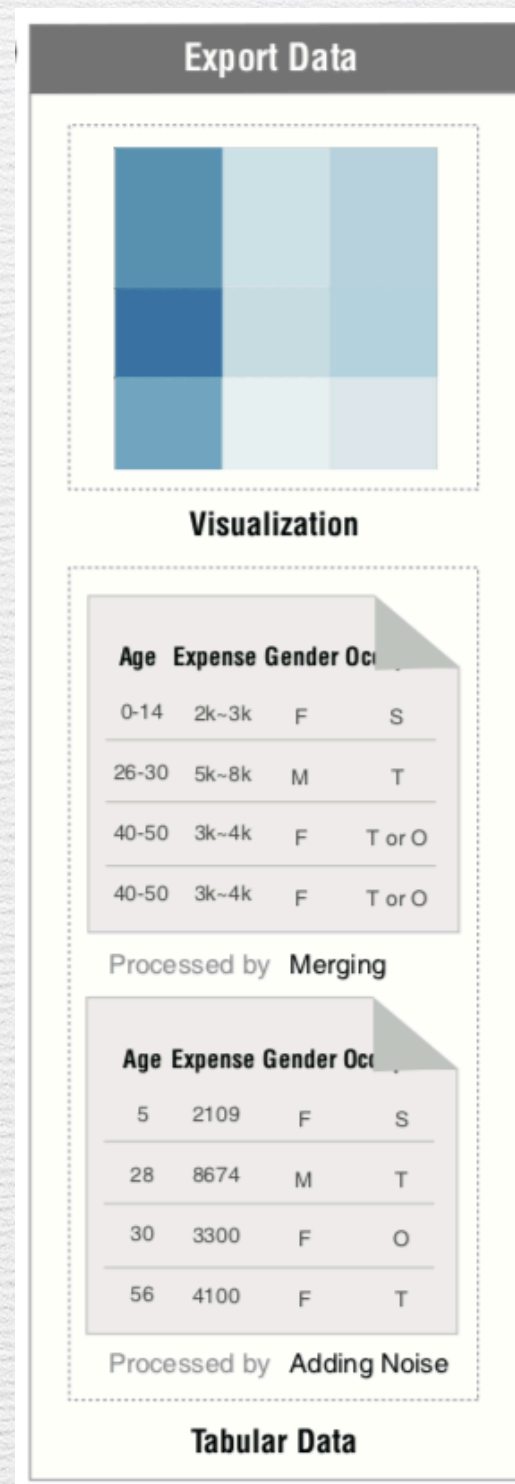 Export Data
Visualization
Age Expense Gender
0-14 2k~3k F S
26-30 5k~8k M T
40-50 3k~4k F T or O
40-50 3k~4k F T or O
Processed by Merging
Age Expense Gender
5 2109 F S
28 8674 M T
30 3300 F O
56 4100 F T
Processed by Adding Noise
Tabular Data